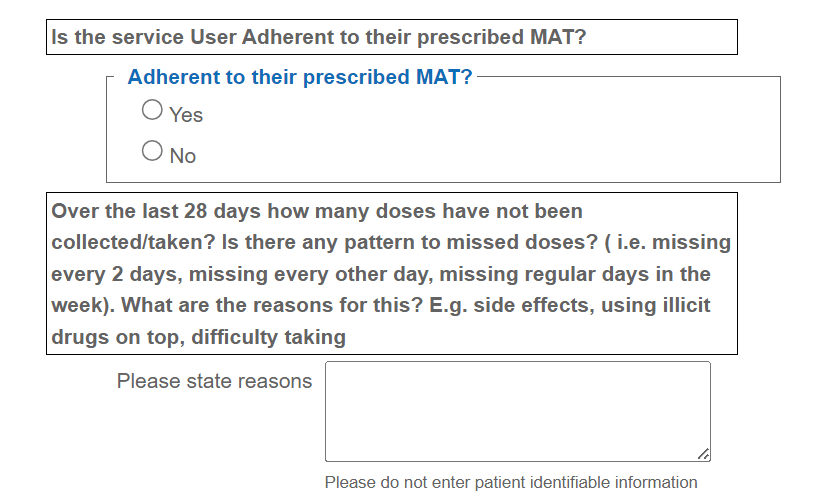 Is the service User Adherent to their prescribed MAT?
Adherent to their prescribed MAT?
Yes
No
Over the last 28 days how many doses have not been
collected/taken? Is there any pattern to missed doses? ( i.e. missing
every 2 days, missing every other day, missing regular days in the
week). What are the reasons for this? E.g. side effects, using illicit
drugs on top, difficulty taking
Please state reasons
Please do not enter patient identifiable information